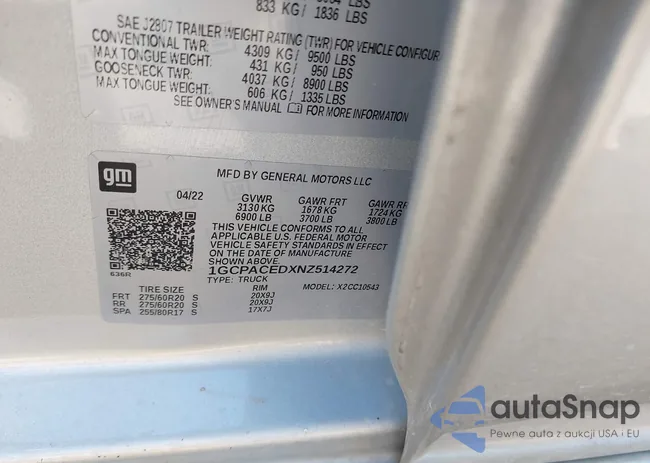 833 KG / 1836 LBS
SAE J2807 TRAILER WEIGHT RATING (TWR) FOR VEHICLE
CONVENTIONAL TWR: 4309 KG / 9500 LBS
MAX TONGUE WEIGHT: 431 KG / 950 LBS
GOOSENECK TWR: 4037 KG / 8900 LBS
MAX TONGUE WEIGHT: 606 KG / 1335 LBS
SEE OWNER'S MANUAL FOR MORE INFORMATION
gm
MFD BY GENERAL MOTORS LLC
04/22 GVWR GAWR FRT GAWR RR
3130 KG 1678 KG 1724 KG
6900 LB 3700 LB 3800 LB
THIS VEHICLE CONFORMS TO ALL
APPLICABLE U.S. FEDERAL MOTOR
VEHICLE SAFETY STANDARDS IN EFFECT
ON THE DATE OF MANUFACTURE
SHOWN ABOVE.
1GCPACEDXNZ514272
TYPE: TRUCK MODEL: X2CC10543
636R
TIRE SIZE RIM
FRT 275/60R20 S 20X9J
RR 275/60R20 S 20X9J
SPA 255/80R17 S 17X7J
autoSnap
Pewne auta z aukcji USA i EU